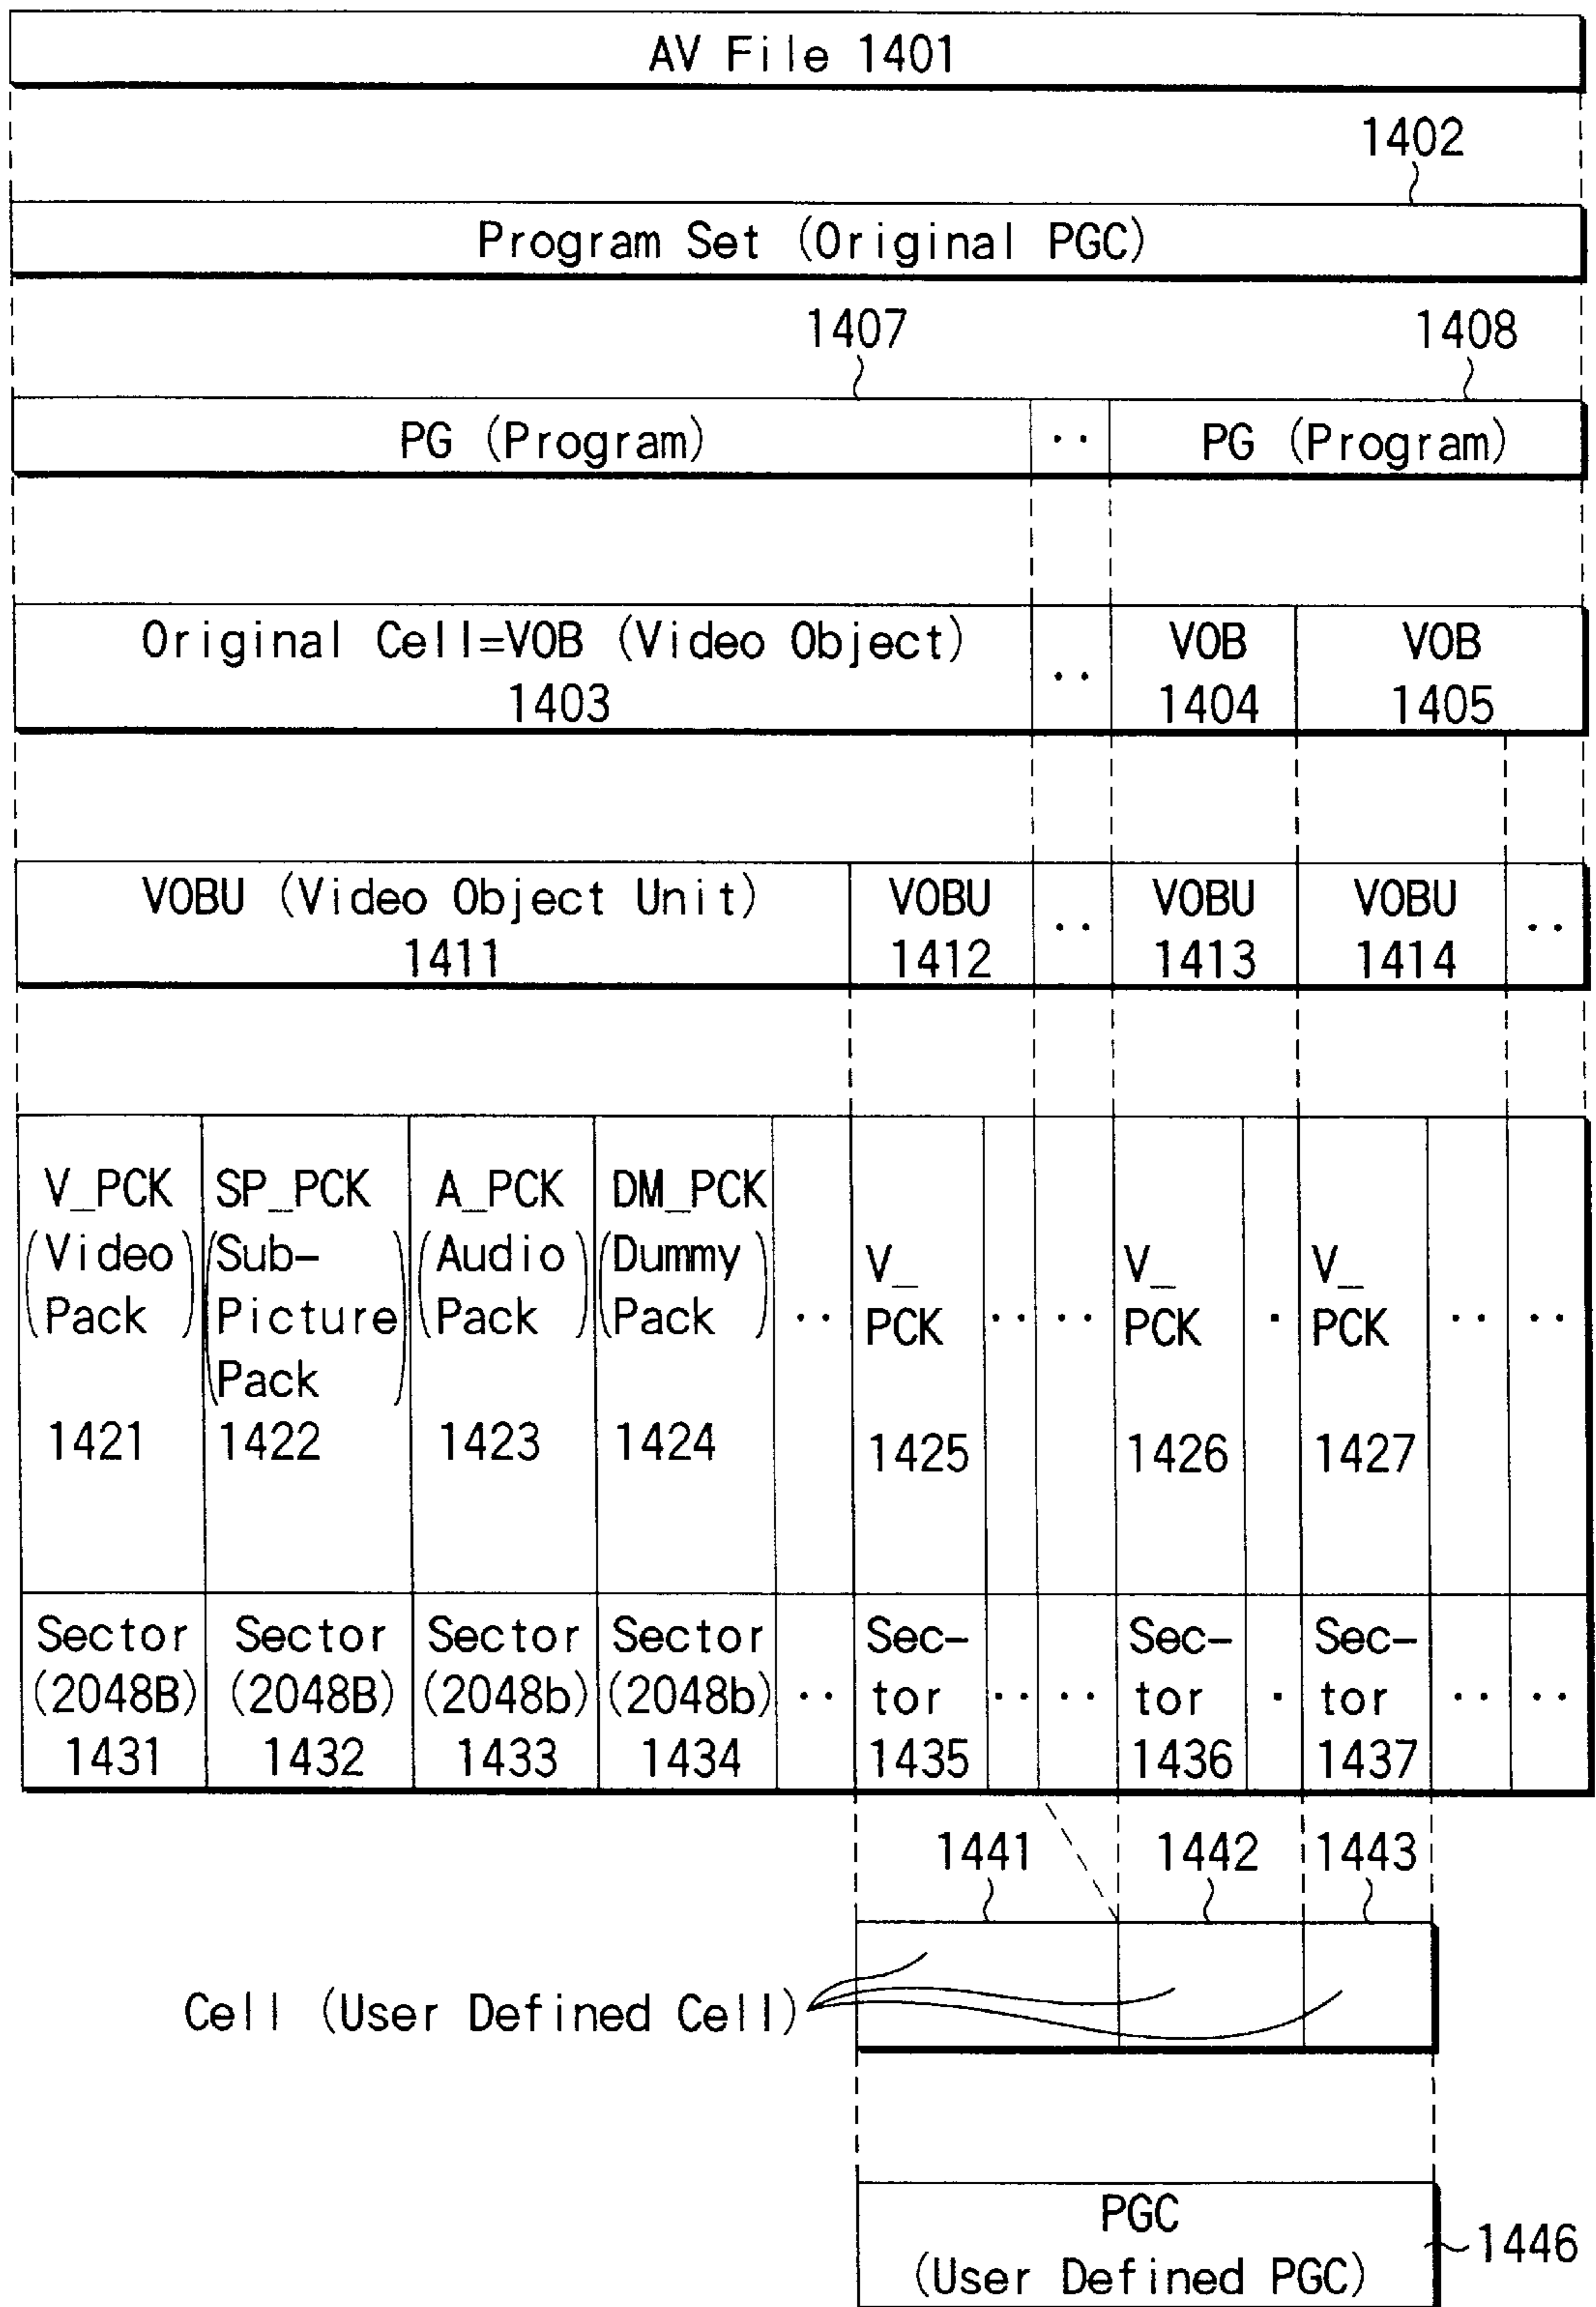 AV File 1401
1402
Program Set (Original PGC)
1407
1408
PG (Program)
..
PG (Program)
Original Cell=VOB (Video Object)
1403
..
VOB
1404
VOB
1405
VOBU (Video Object Unit)
1411
VOBU
1412
..
VOBU
1413
VOBU
1414
..
V_PCK
(Video
Pack)
1421
SP_PCK
(Sub-
Picture
Pack)
1422
A_PCK
(Audio
Pack)
1423
DM_PCK
(Dummy
Pack)
1424
..
V_
PCK
1425
..
..
V_
PCK
1426
.
V_
PCK
1427
..
..
Sector
(2048B)
1431
Sector
(2048B)
1432
Sector
(2048b)
1433
Sector
(2048b)
1434
..
Sec-
tor
1435
..
..
Sec-
tor
1436
.
Sec-
tor
1437
..
..
1441
1442
1443
Cell (User Defined Cell)
PGC
(User Defined PGC)
1446